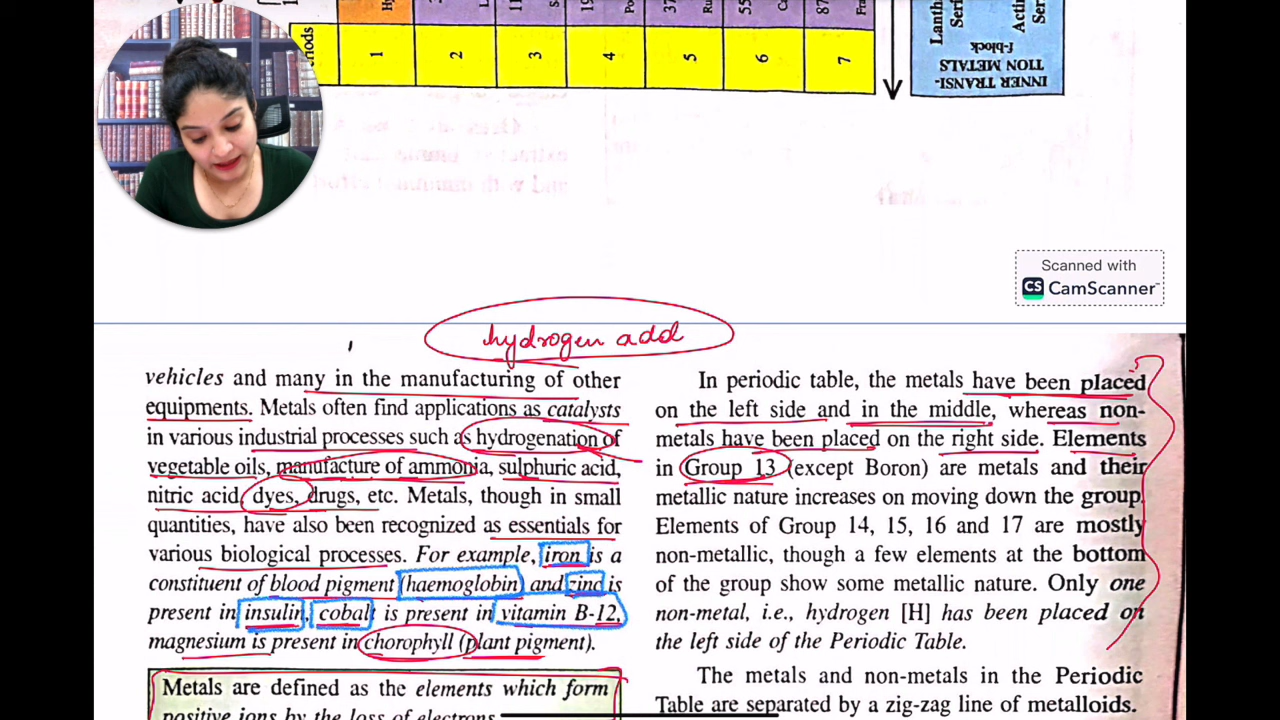 1
2
3
4
5
6
7
INNER TRANSI-
TION METALS
f-block
Scanned with
CS CamScanner
hydrogen add
vehicles and many in the manufacturing of other
equipments. Metals often find applications as catalysts
in various industrial processes such as hydrogenation of
vegetable oils, manufacture of ammonia, sulphuric acid,
nitric acid, dyes, drugs, etc. Metals, though in small
quantities, have also been recognized as essentials for
various biological processes. For example, iron is a
constituent of blood pigment (haemoglobin) and zinc is
present in insulin, cobalt is present in vitamin B-12,
magnesium is present in chorophyll (plant pigment).
Metals are defined as the elements which form
positive ions by the loss of electrons
In periodic table, the metals have been placed
on the left side and in the middle, whereas non-
metals have been placed on the right side. Elements
in Group 13 (except Boron) are metals and their
metallic nature increases on moving down the group
Elements of Group 14, 15, 16 and 17 are mostly
non-metallic, though a few elements at the bottom
of the group show some metallic nature. Only one
non-metal, i.e., hydrogen [H] has been placed on
the left side of the Periodic Table.
The metals and non-metals in the Periodic
Table are separated by a zig-zag line of metalloids.